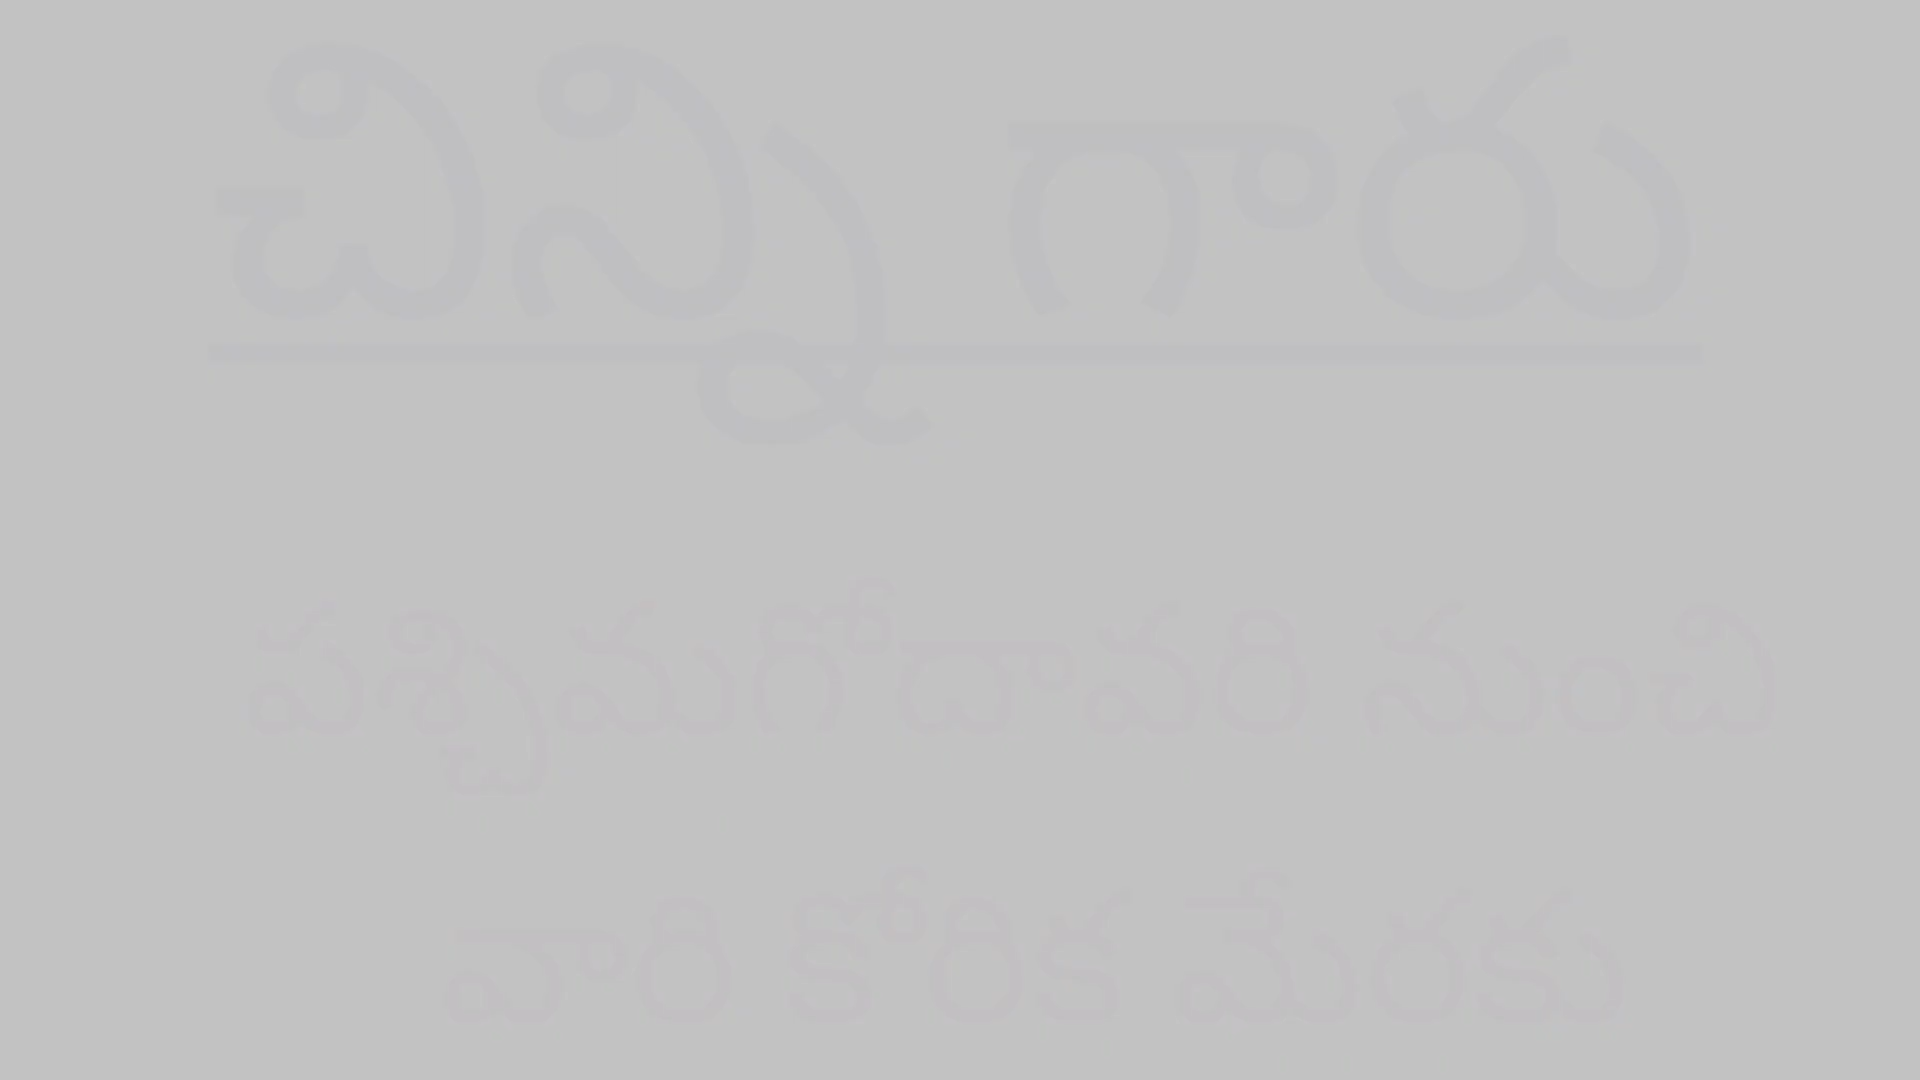 చిన్ని గారు
పశ్చిమగోదావరి నుంచి
వారి కోరిక మేరకు